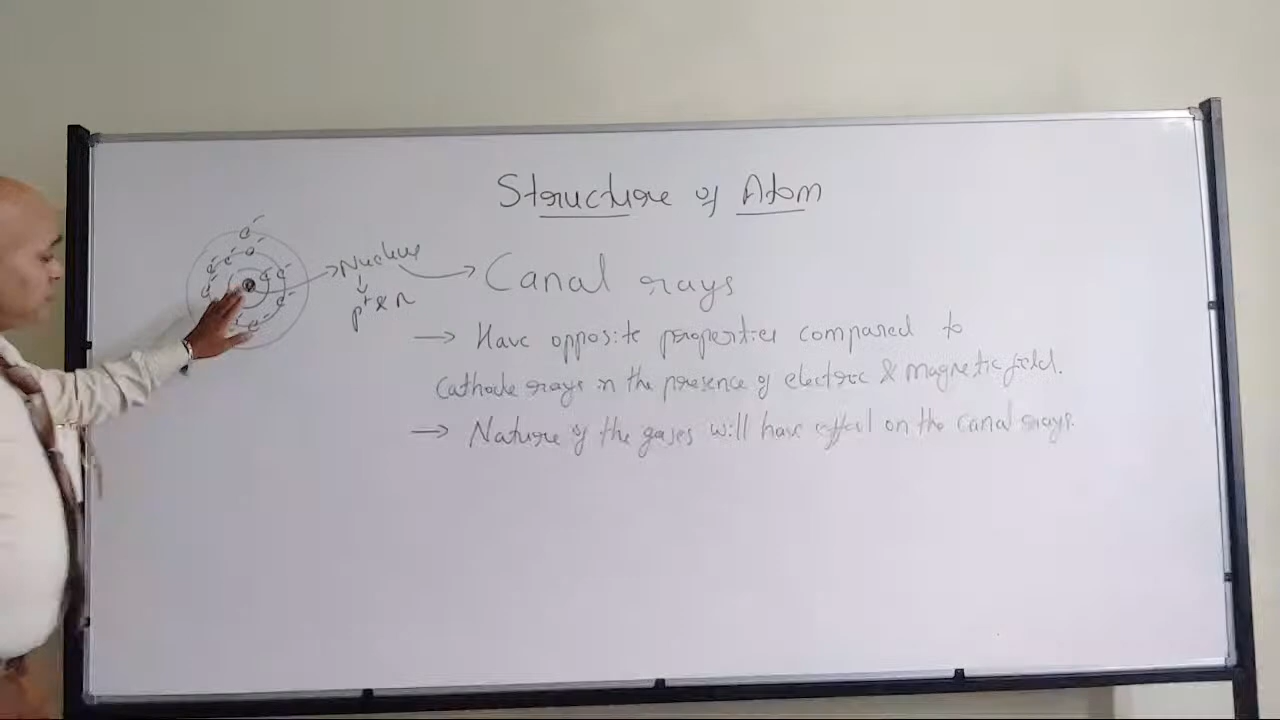 Structure of Atom
Nucleus
p+ & n
Canal rays
→ Have opposite properties compared to
cathode rays in the presence of electric & magnetic field.
→ Nature of the gases will have effect on the canal rays.
e- e- e- e- e- e- e-